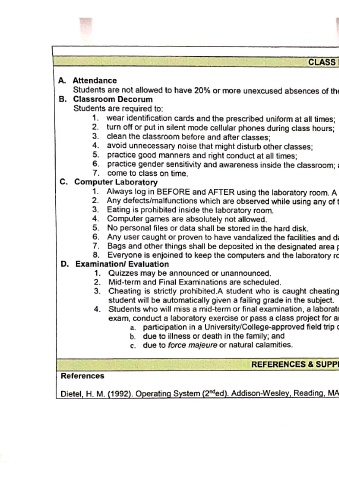 CLASS
A. Attendance
Students are not allowed to have 20% or more unexcused absences of the
B. Classroom Decorum
Students are required to:
1. wear identification cards and the prescribed uniform at all times;
2. turn off or put in silent mode cellular phones during class hours;
3. clean the classroom before and after classes;
4. avoid unnecessary noise that might disturb other classes;
5. practice good manners and right conduct at all times;
6. practice gender sensitivity and awareness inside the classroom; a
7. come to class on time.
C. Computer Laboratory
1. Always log in BEFORE and AFTER using the laboratory room. A
2. Any defects/malfunctions which are observed while using any of t
3. Eating is prohibited inside the laboratory room.
4. Computer games are absolutely not allowed.
5. No personal files or data shall be stored in the hard disk.
6. Any user caught or proven to have vandalized the facilities and da
7. Bags and other things shall be deposited in the designated area p
8. Everyone is enjoined to keep the computers and the laboratory ro
D. Examination/ Evaluation
1. Quizzes may be announced or unannounced.
2. Mid-term and Final Examinations are scheduled.
3. Cheating is strictly prohibited.A student who is caught cheating
student will be automatically given a failing grade in the subject.
4. Students who will miss a mid-term or final examination, a laborat
exam, conduct a laboratory exercise or pass a class project for a
a. participation in a University/College-approved field trip o
b. due to illness or death in the family; and
c. due to force majeure or natural calamities.
REFERENCES & SUPP
References
Dietel, H. M. (1992). Operating System (2nd ed). Addison-Wesley, Reading, MA